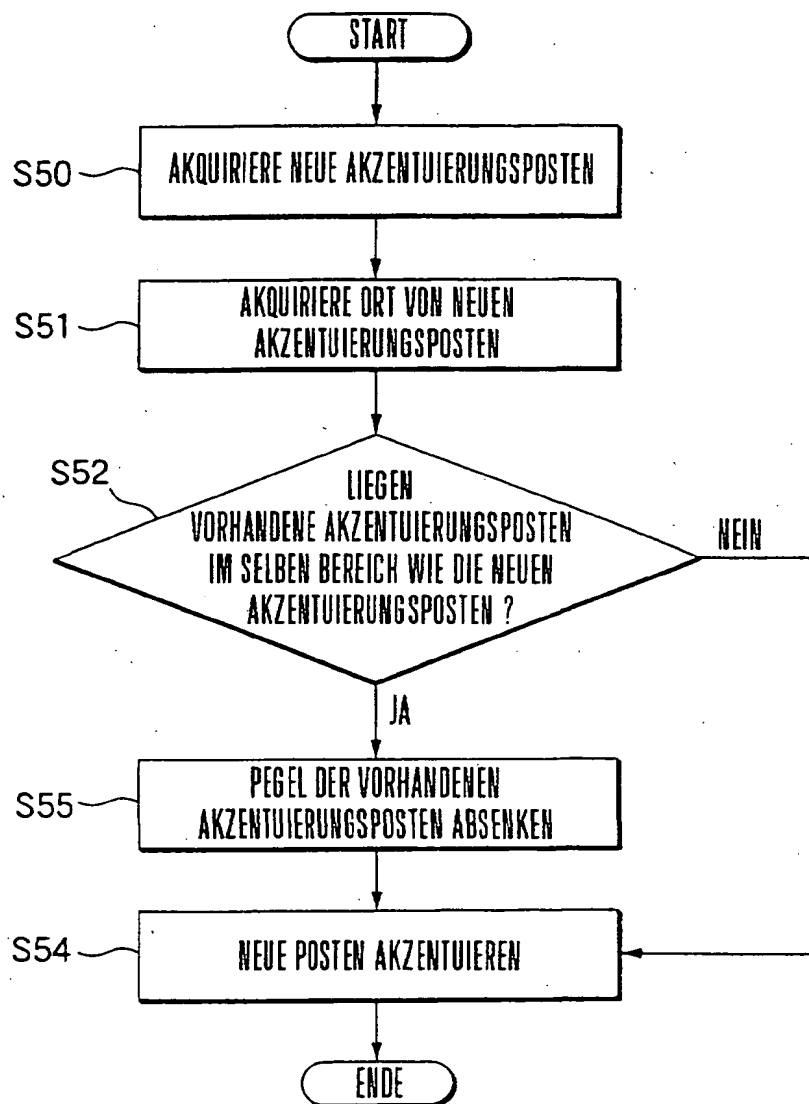 START
S50
AKQUIRIERE NEUE AKZENTUIERUNGSPOSTEN
S51
AKQUIRIERE ORT VON NEUEN
AKZENTUIERUNGSPOSTEN
S52
LIEGEN
VORHANDENE AKZENTUIERUNGSPOSTEN
IM SELBEN BEREICH WIE DIE NEUEN
AKZENTUIERUNGSPOSTEN ?
NEIN
JA
S55
PEGEL DER VORHANDENEN
AKZENTUIERUNGSPOSTEN ABSENKEN
S54
NEUE POSTEN AKZENTUIEREN
ENDE